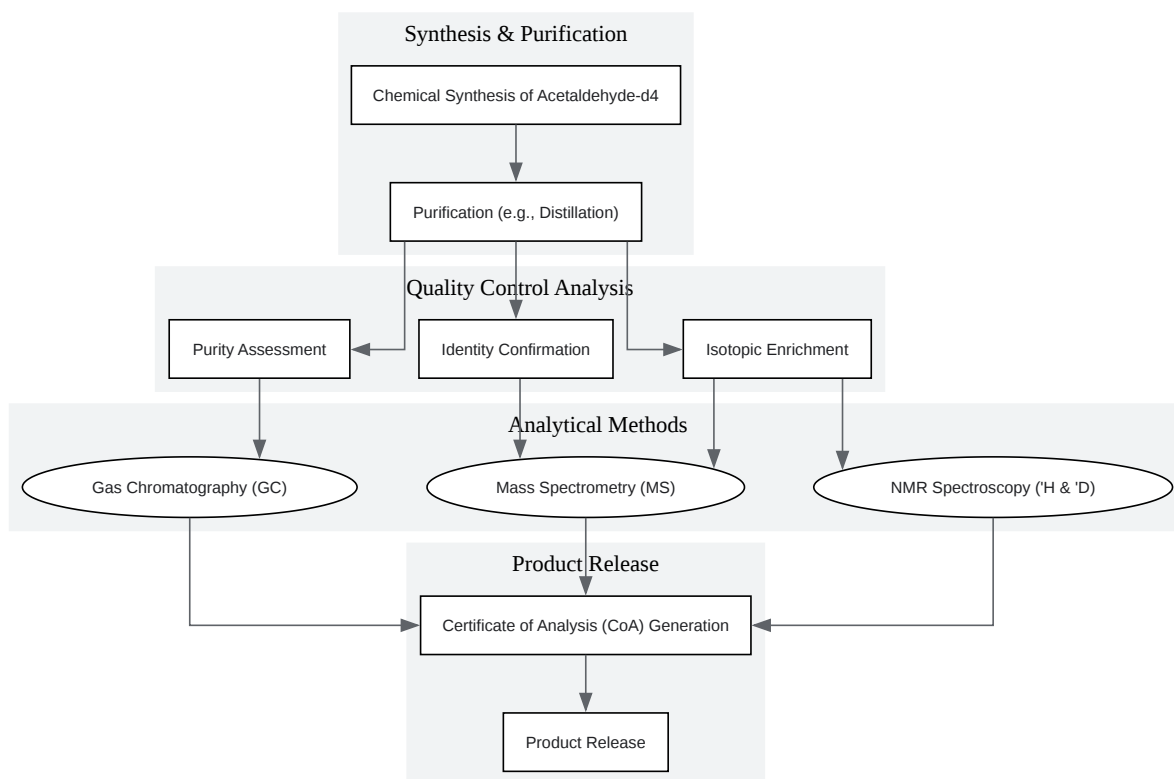 Synthesis & Purification
Chemical Synthesis of Acetaldehyde-d4
Purification (e.g., Distillation)
Quality Control Analysis
Purity Assessment
Identity Confirmation
Isotopic Enrichment
Analytical Methods
Gas Chromatography (GC)
Mass Spectrometry (MS)
NMR Spectroscopy ('H & 'D)
Product Release
Certificate of Analysis (CoA) Generation
Product Release